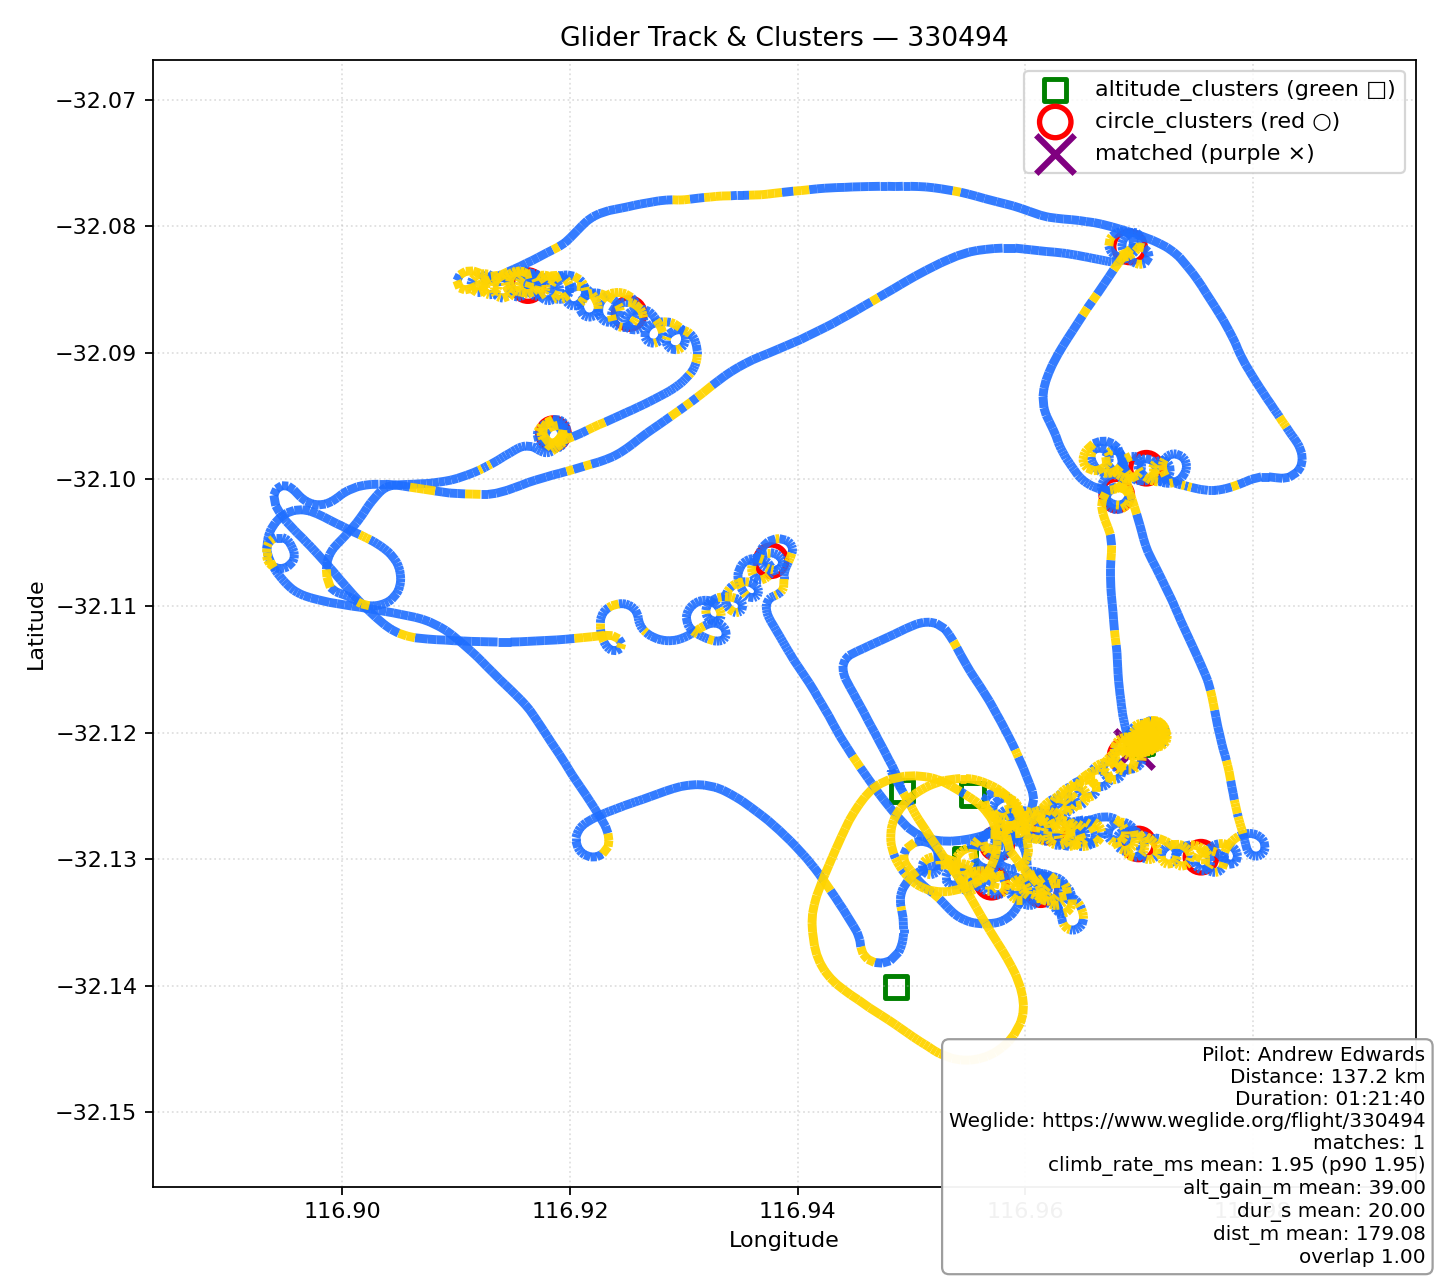 Glider Track & Clusters — 330494
altitude_clusters (green □)
circle_clusters (red ○)
matched (purple ×)
−32.07
−32.08
−32.09
−32.10
−32.11
−32.12
−32.13
−32.14
−32.15
Latitude
116.90
116.92
116.94
116.96
Longitude
Pilot: Andrew Edwards
Distance: 137.2 km
Duration: 01:21:40
Weglide: https://www.weglide.org/flight/330494
matches: 1
climb_rate_ms mean: 1.95 (p90 1.95)
alt_gain_m mean: 39.00
dur_s mean: 20.00
dist_m mean: 179.08
overlap 1.00